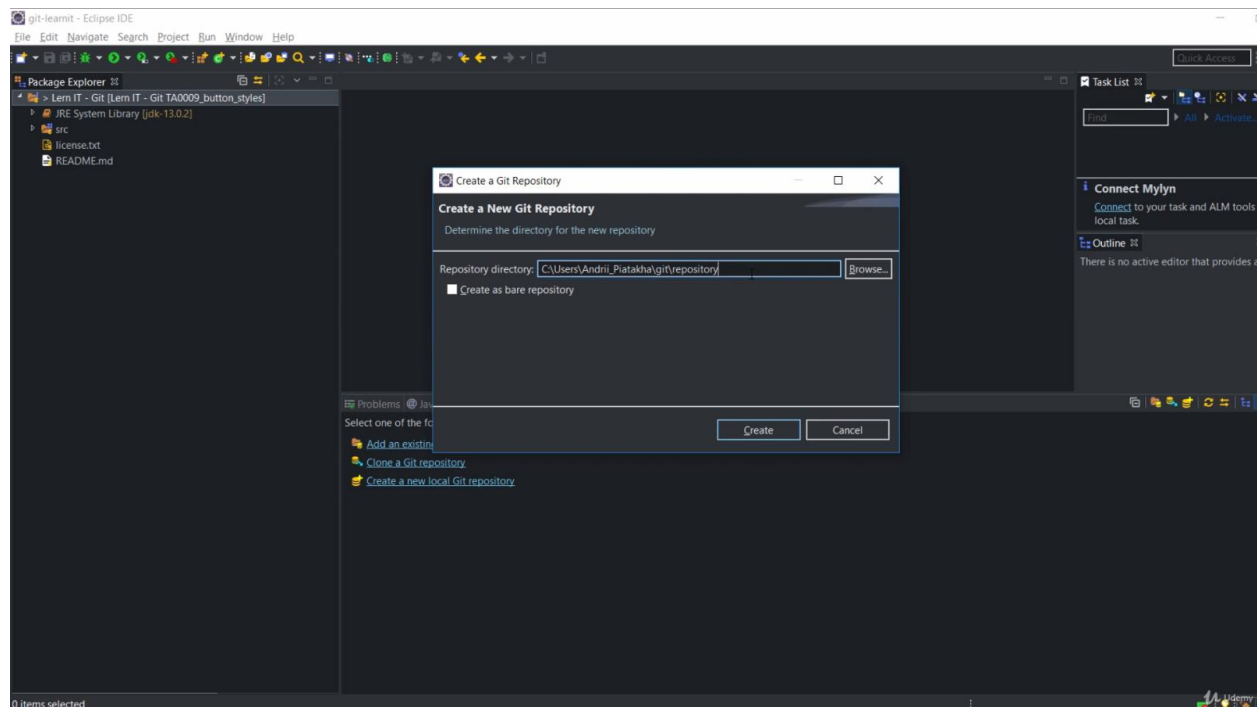 git-learnit - Eclipse IDE
File Edit Navigate Search Project Run Window Help
Quick Access
Package Explorer
> Lern IT - Git [Lern IT - Git TA0009_button_styles]
JRE System Library [jdk-13.0.2]
src
license.txt
README.md
Create a Git Repository
Create a New Git Repository
Determine the directory for the new repository
Repository directory: C:\Users\Andrii_Piatakha\git\repository Browse...
Create as bare repository
Create Cancel
Task List
Find All Activate...
Connect Mylyn
Connect to your task and ALM tools
local task.
Outline
There is no active editor that provides a
Problems @ Jav
Select one of the fo
Add an existin
Clone a Git repository
Create a new local Git repository
0 items selected
Udemy